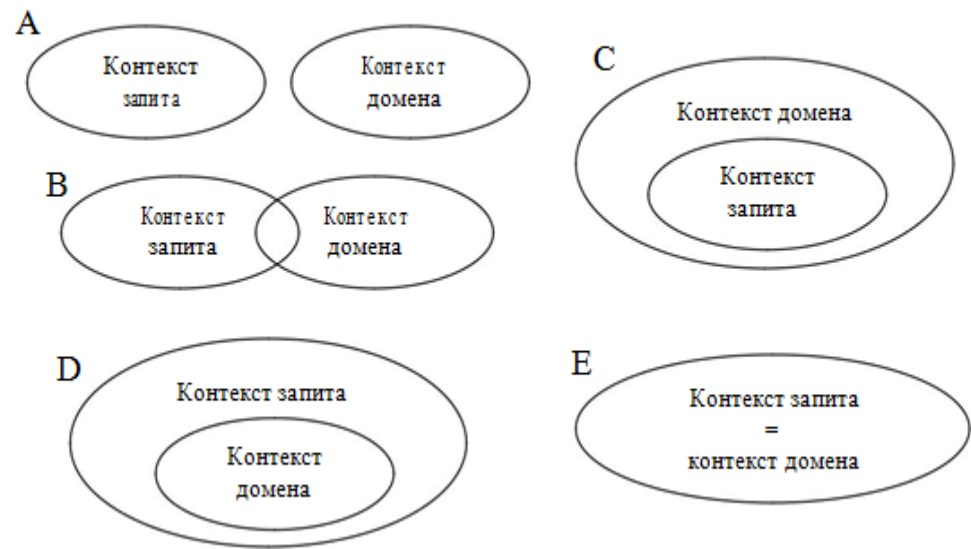 A
Контекст
запита
Контекст
домена
B
Контекст
запита
Контекст
домена
C
Контекст домена
Контекст
запита
D
Контекст запита
Контекст
домена
E
Контекст запита
=
контекст домена